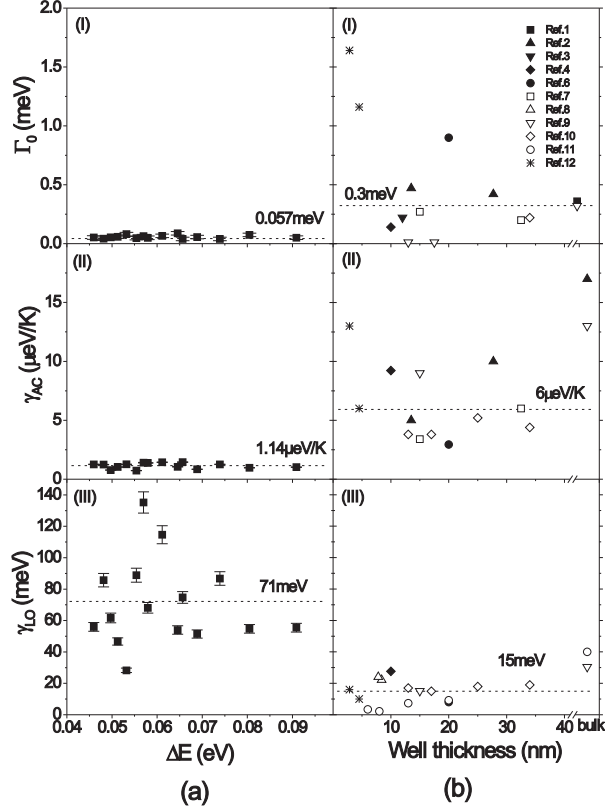 2.0
1.5
1.0
0.5
0.0
Γ0 (meV)
(I)
0.057meV
(I)
Ref.1
Ref.2
Ref.3
Ref.4
Ref.6
Ref.7
Ref.8
Ref.9
Ref.10
Ref.11
Ref.12
0.3meV
15
10
5
0
γAC (μeV/K)
(II)
1.14μeV/K
(II)
6μeV/K
140
120
100
80
60
40
20
0
γLO (meV)
(III)
71meV
(III)
15meV
0.04 0.05 0.06 0.07 0.08 0.09
10 20 30 40 bulk
ΔE (eV)
Well thickness (nm)
(a)
(b)